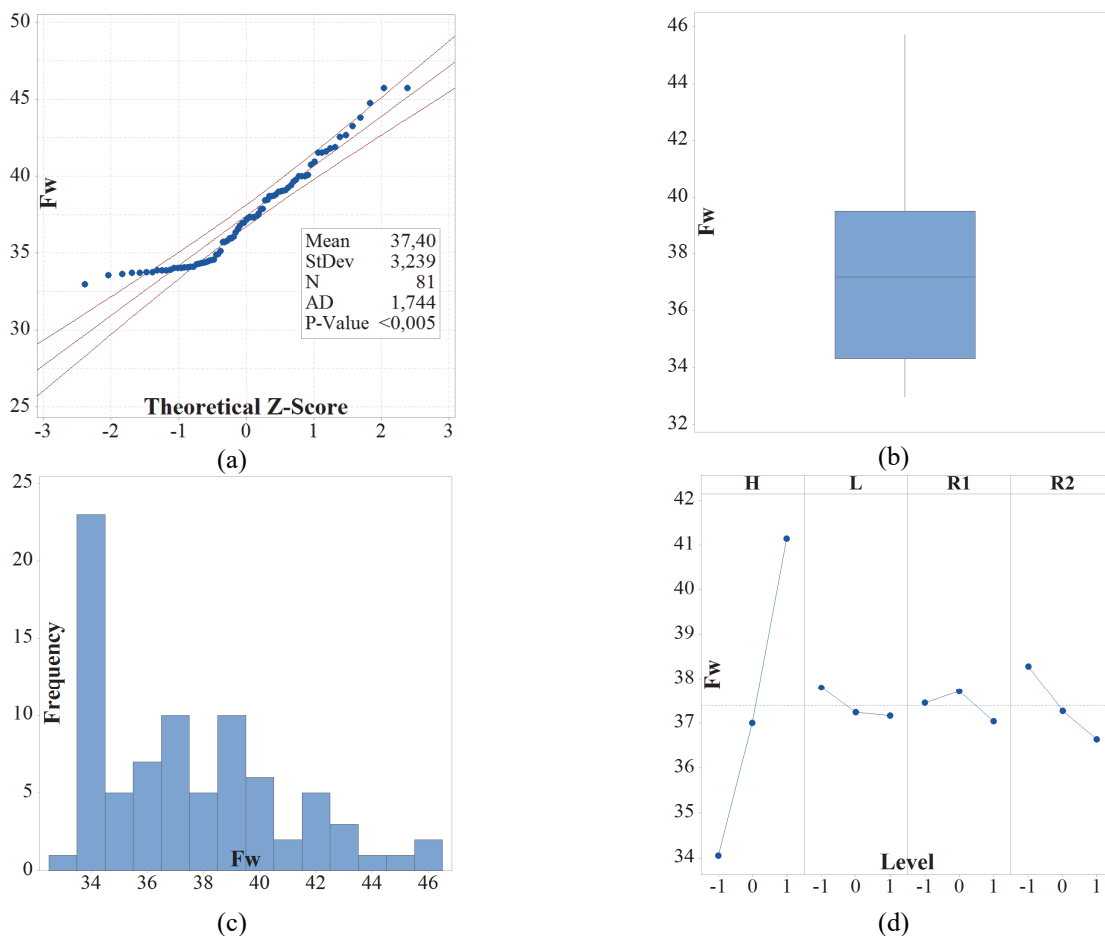 50
45
40
35
30
25
Fw
Mean 37,40
StDev 3,239
N 81
AD 1,744
P-Value <0,005
Theoretical Z-Score
-3 -2 -1 0 1 2 3
(a)
46
44
42
40
38
36
34
32
Fw
(b)
25
20
15
10
5
0
Frequency
Fw
34 36 38 40 42 44 46
(c)
H L R1 R2
42
41
40
39
38
37
36
35
34
Fw
Level
-1 0 1 -1 0 1 -1 0 1 -1 0 1
(d)